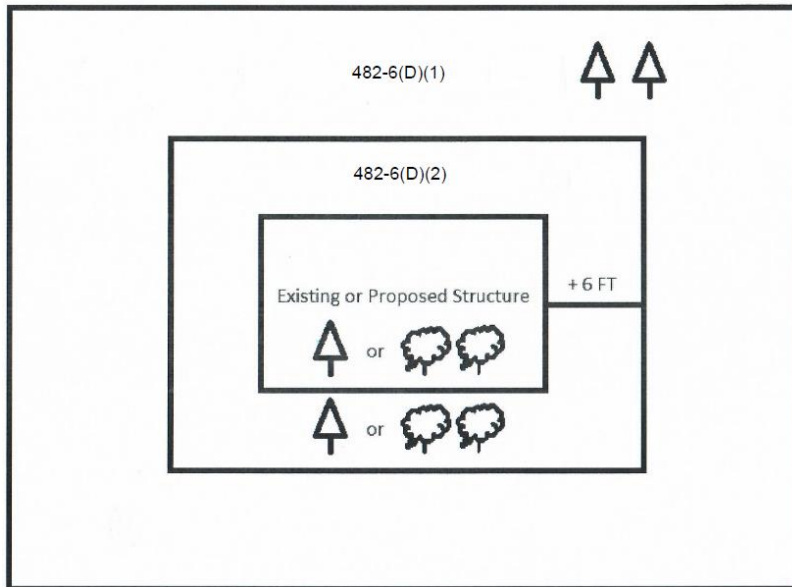 482-6(D)(1)
482-6(D)(2)
Existing or Proposed Structure
+ 6 FT
or
or